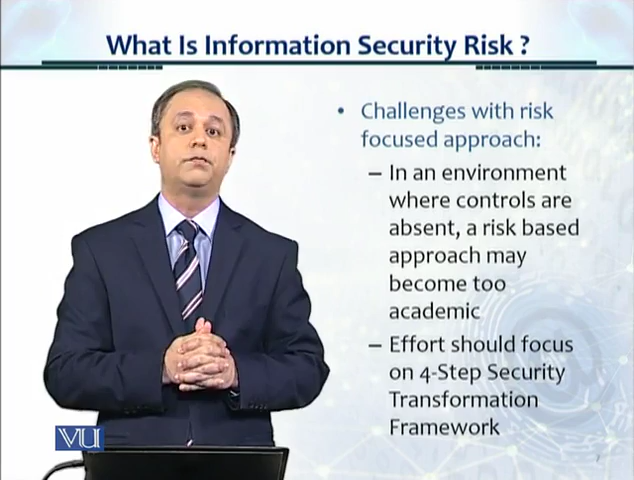 What Is Information Security Risk ?
• Challenges with risk
focused approach:
– In an environment
where controls are
absent, a risk based
approach may
become too
academic
– Effort should focus
on 4-Step Security
Transformation
Framework
VU
7